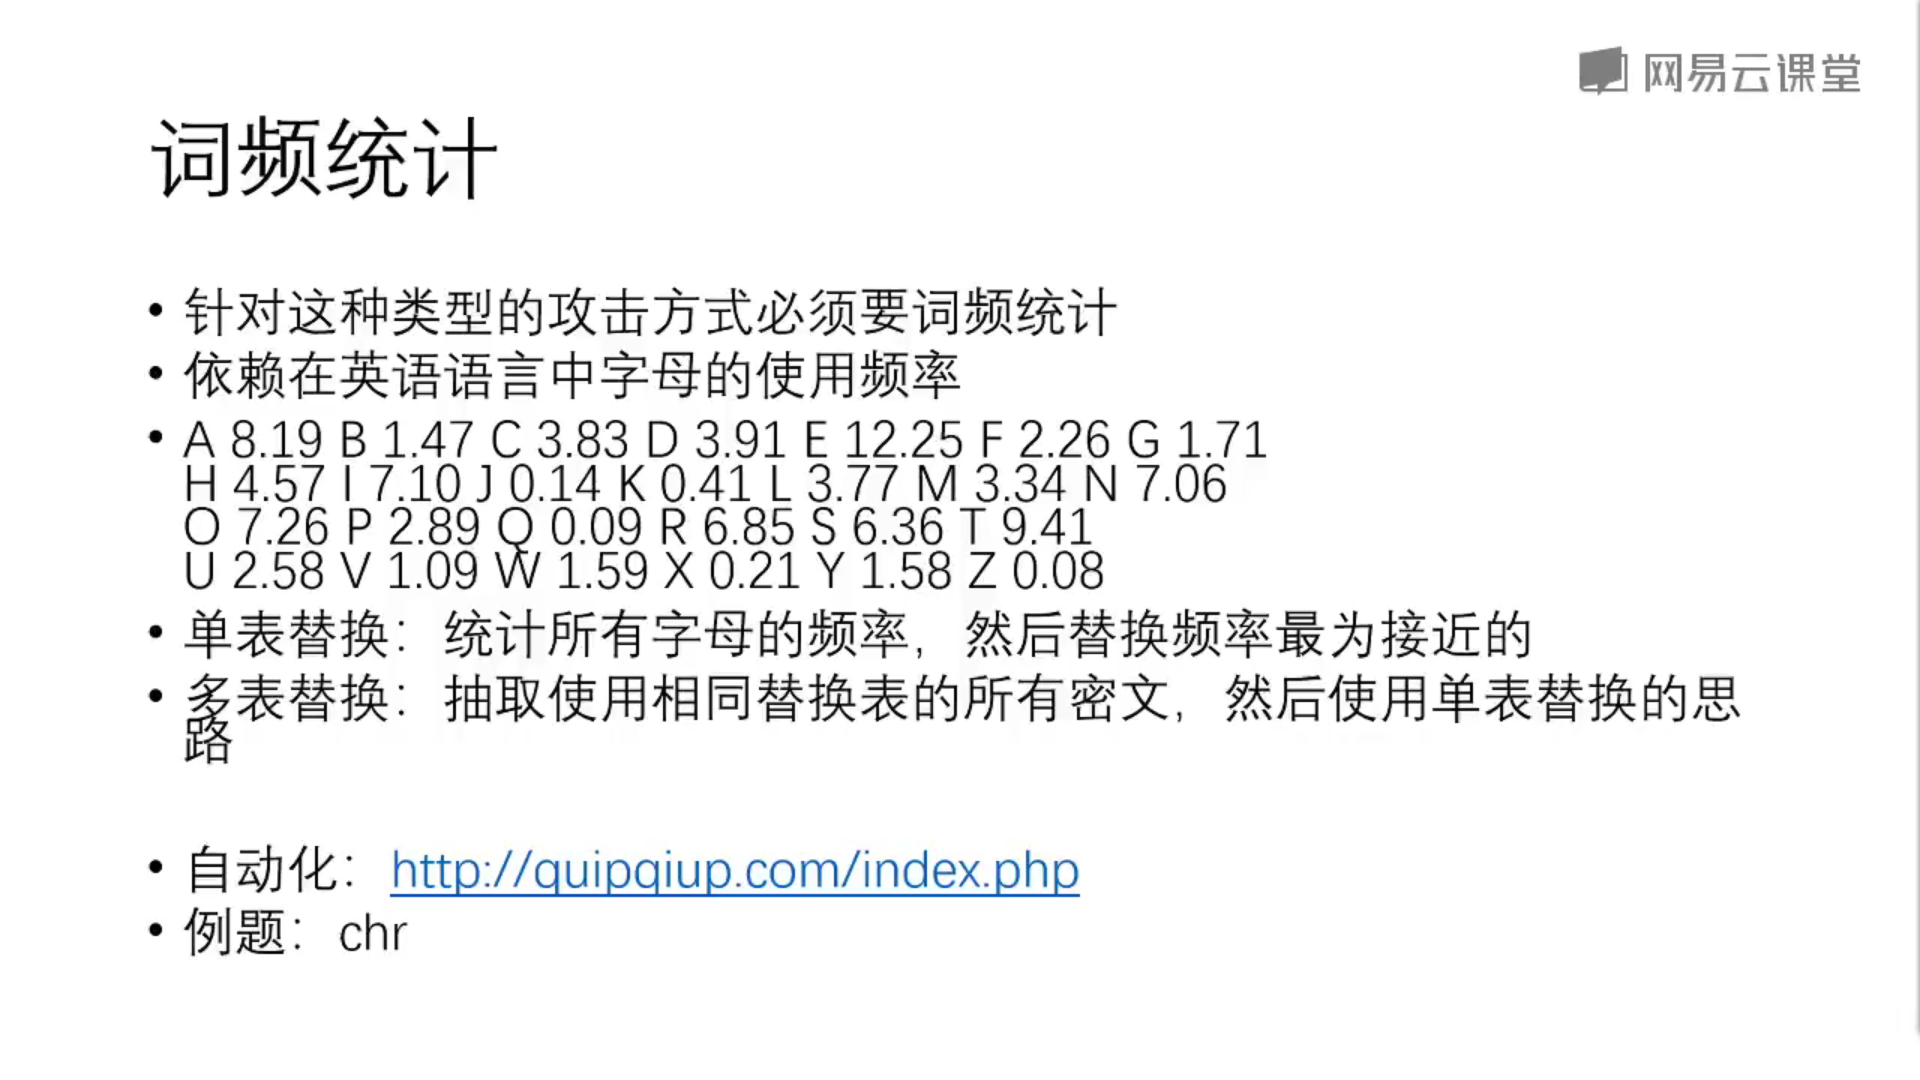 网易云课堂
词频统计
• 针对这种类型的攻击方式必须要词频统计
• 依赖在英语语言中字母的使用频率
• A 8.19 B 1.47 C 3.83 D 3.91 E 12.25 F 2.26 G 1.71
H 4.57 I 7.10 J 0.14 K 0.41 L 3.77 M 3.34 N 7.06
O 7.26 P 2.89 Q 0.09 R 6.85 S 6.36 T 9.41
U 2.58 V 1.09 W 1.59 X 0.21 Y 1.58 Z 0.08
• 单表替换：统计所有字母的频率，然后替换频率最为接近的
• 多表替换：抽取使用相同替换表的所有密文，然后使用单表替换的思
路
• 自动化：http://quipqiup.com/index.php
• 例题：chr